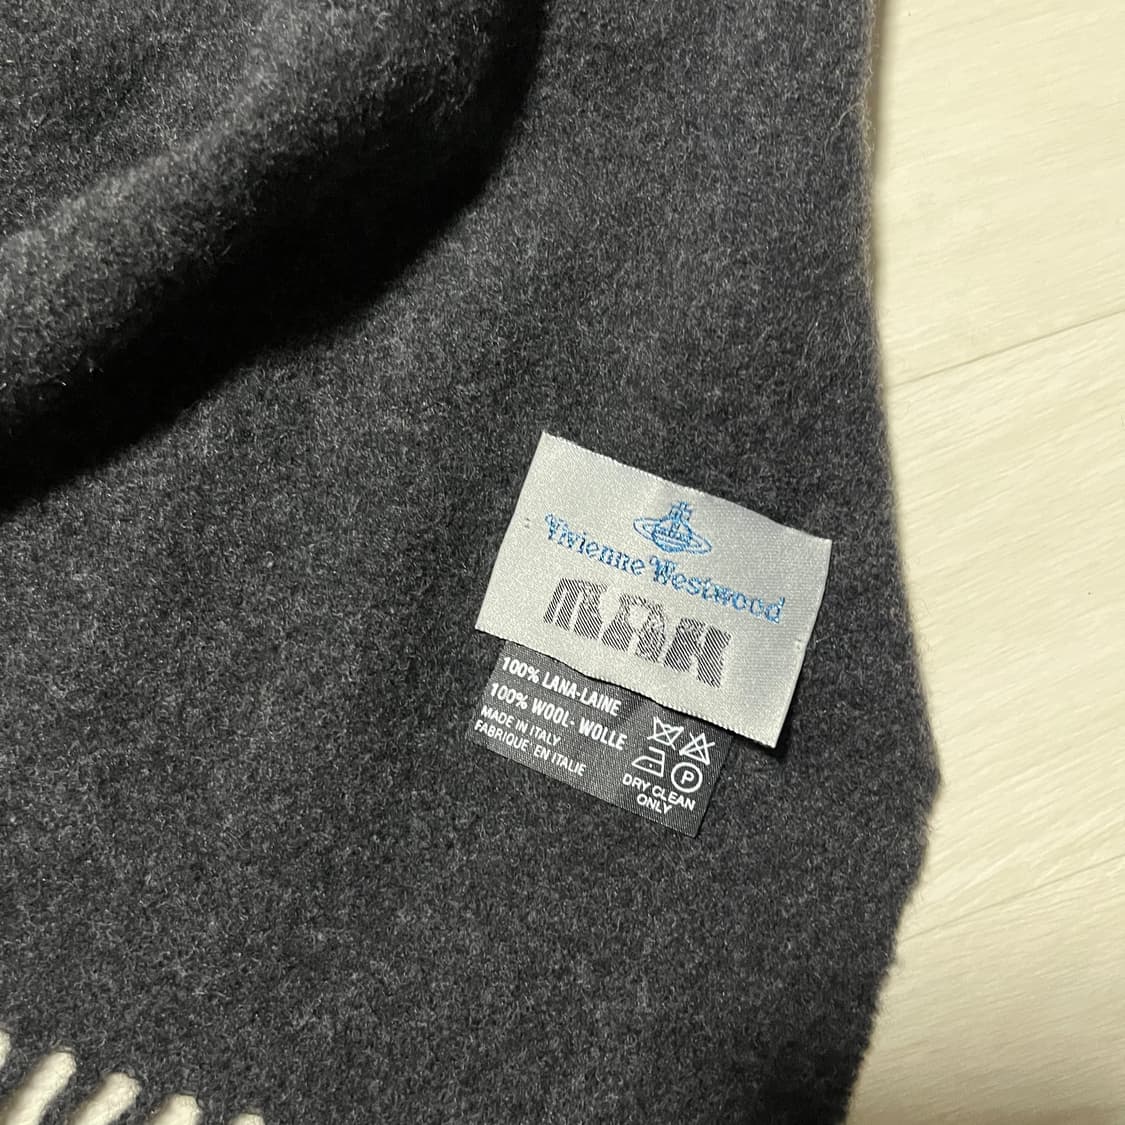 Vivienne Westwood
MAN
100% LANA-LAINE
100% WOOL- WOLLE
MADE IN ITALY
FABRIQUE EN ITALIE
P
DRY CLEAN
ONLY